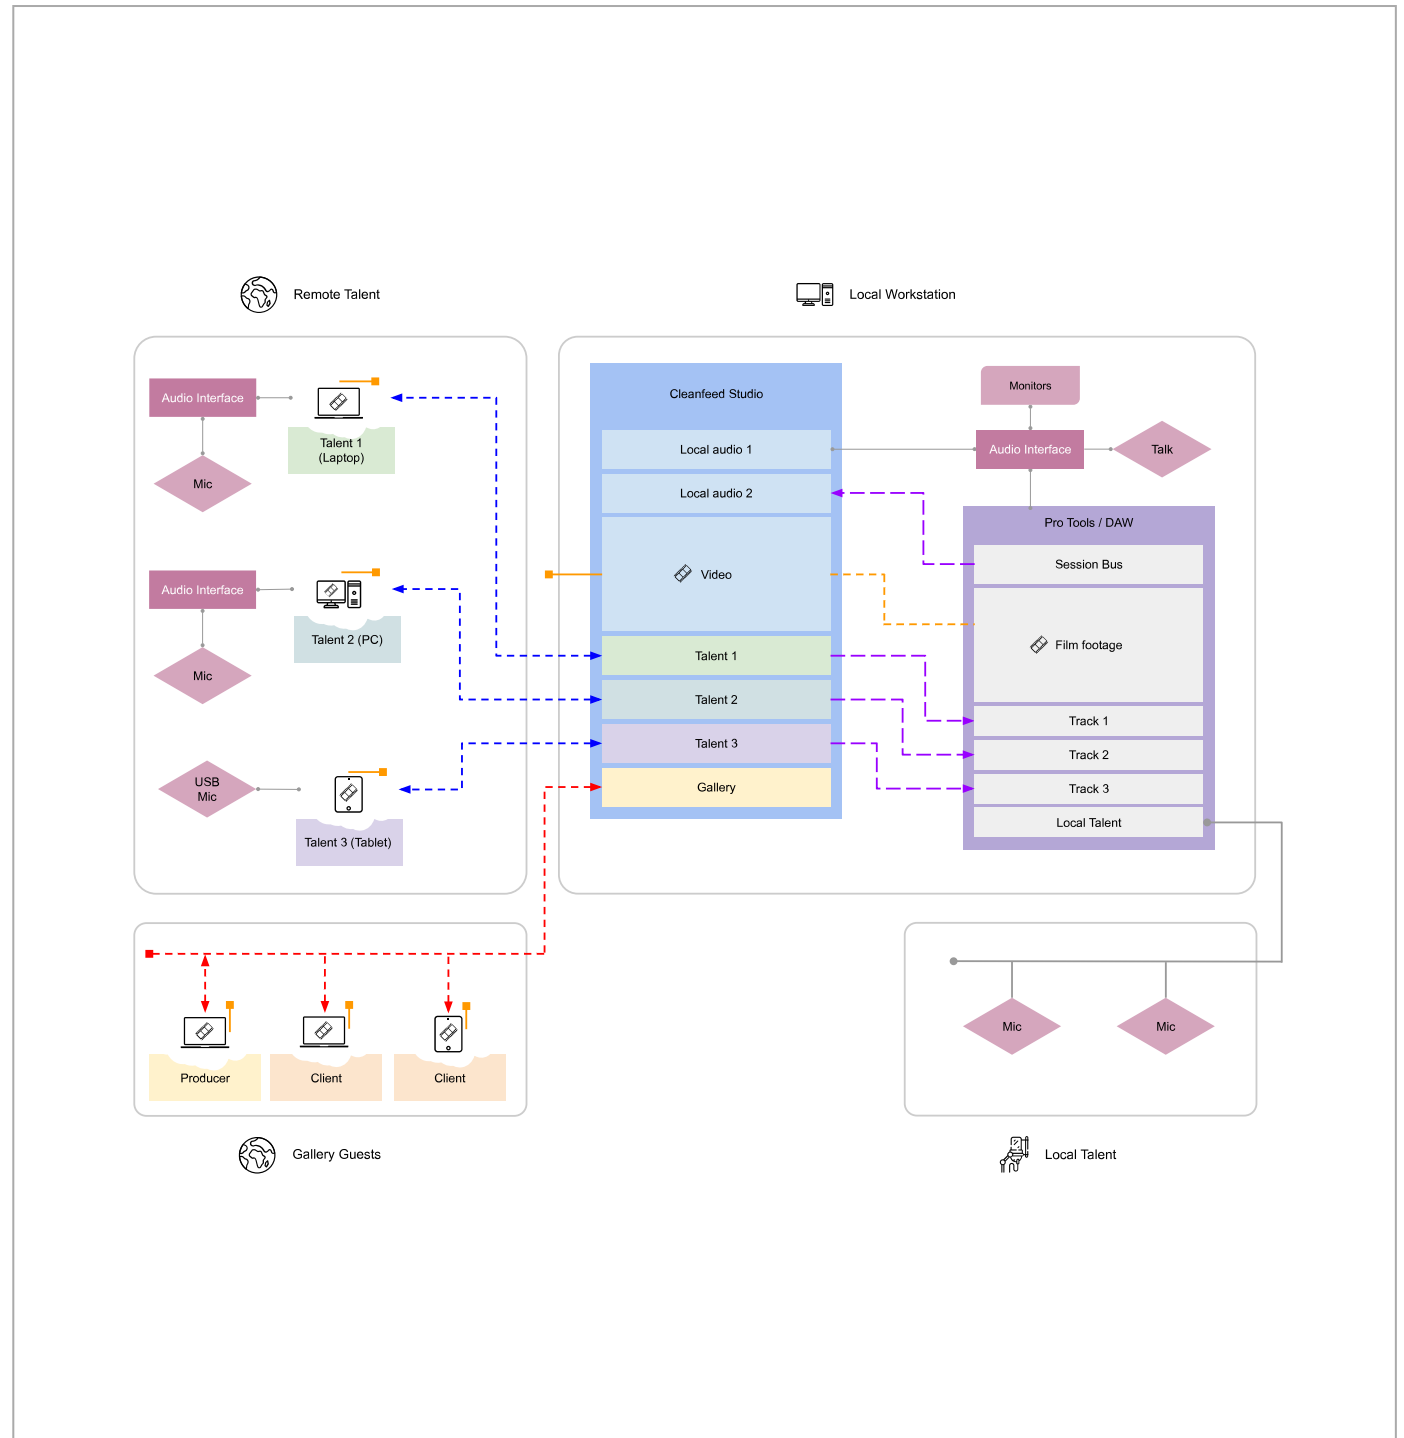 Remote Talent
Local Workstation
Audio Interface
Talent 1
(Laptop)
Mic
Audio Interface
Talent 2 (PC)
Mic
USB
Mic
Talent 3 (Tablet)
Cleanfeed Studio
Local audio 1
Local audio 2
Video
Talent 1
Talent 2
Talent 3
Gallery
Monitors
Audio Interface
Talk
Pro Tools / DAW
Session Bus
Film footage
Track 1
Track 2
Track 3
Local Talent
Producer
Client
Client
Gallery Guests
Mic
Mic
Local Talent